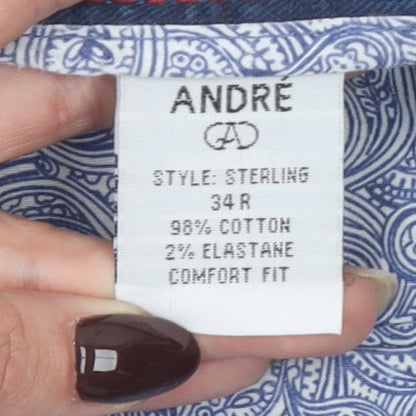 ANDRÉ
STYLE: STERLING
34 R
98% COTTON
2% ELASTANE
COMFORT FIT